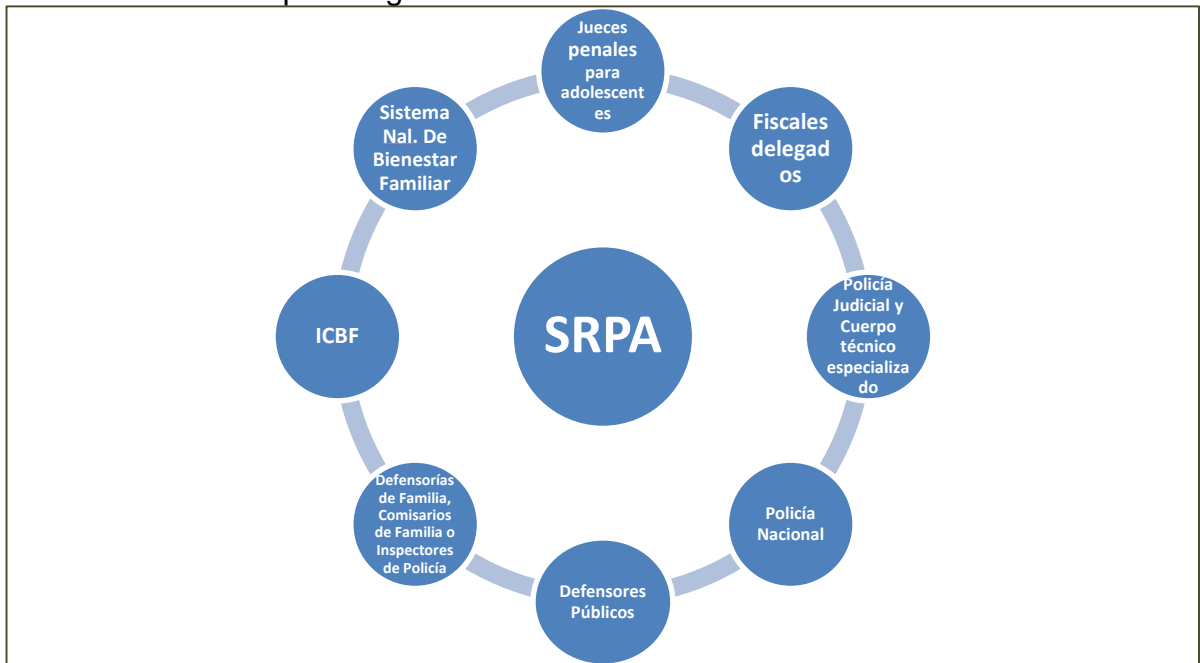 Jueces
penales
para
adolescent
es
Fiscales
delegad
os
Policía
Judicial y
Cuerpo
técnico
especializa
do
Policía
Nacional
Defensores
Públicos
Defensorías
de Familia,
Comisarios
de Familia o
Inspectores
de Policía
ICBF
Sistema
Nal. De
Bienestar
Familiar
SRPA